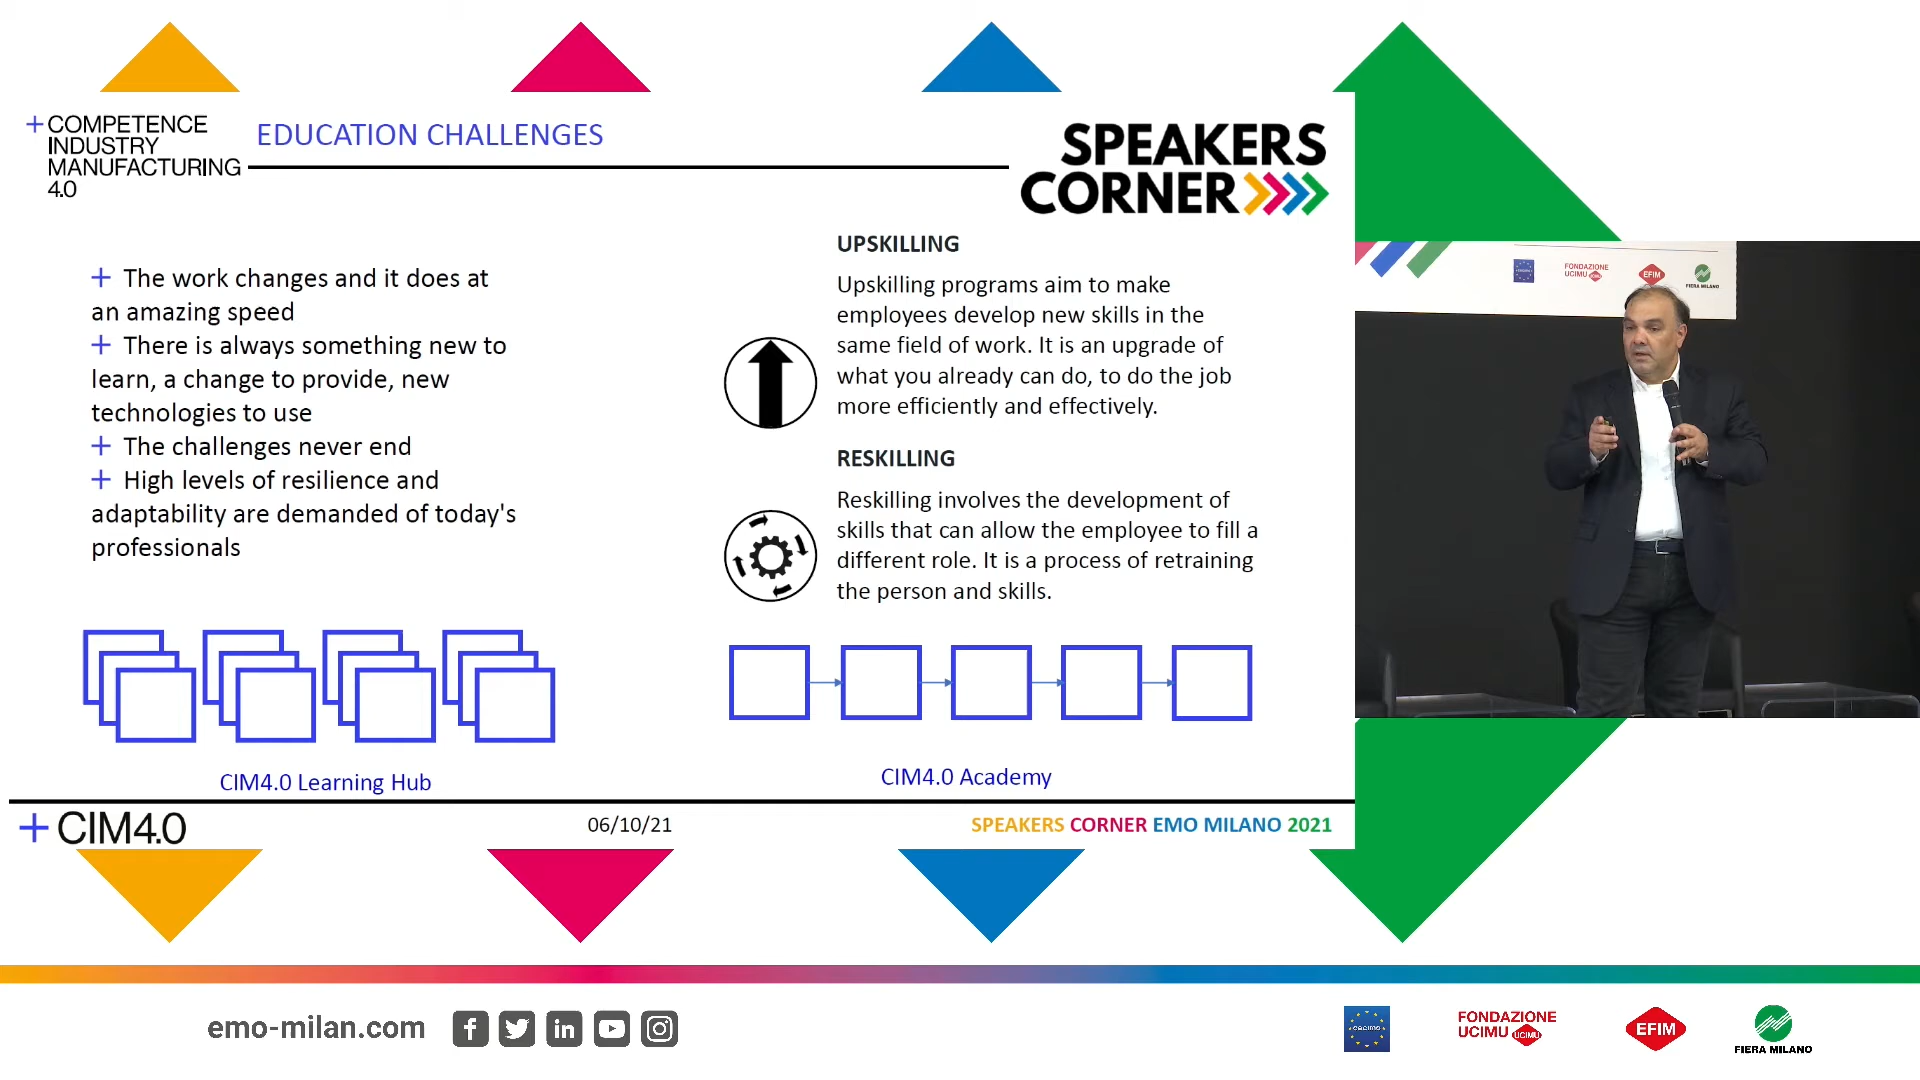 + COMPETENCE
INDUSTRY
MANUFACTURING
4.0
EDUCATION CHALLENGES
SPEAKERS
CORNER
+ The work changes and it does at
an amazing speed
+ There is always something new to
learn, a change to provide, new
technologies to use
+ The challenges never end
+ High levels of resilience and
adaptability are demanded of today's
professionals
CIM4.0 Learning Hub
UPSKILLING
Upskilling programs aim to make
employees develop new skills in the
same field of work. It is an upgrade of
what you already can do, to do the job
more efficiently and effectively.
RESKILLING
Reskilling involves the development of
skills that can allow the employee to fill a
different role. It is a process of retraining
the person and skills.
CIM4.0 Academy
FONDAZIONE
UCIMU
EFIM
FIERA MILANO
+ CIM4.0
06/10/21
SPEAKERS CORNER EMO MILANO 2021
emo-milan.com
cecimo
FONDAZIONE
UCIMU UCIMU
EFIM
FIERA MILANO